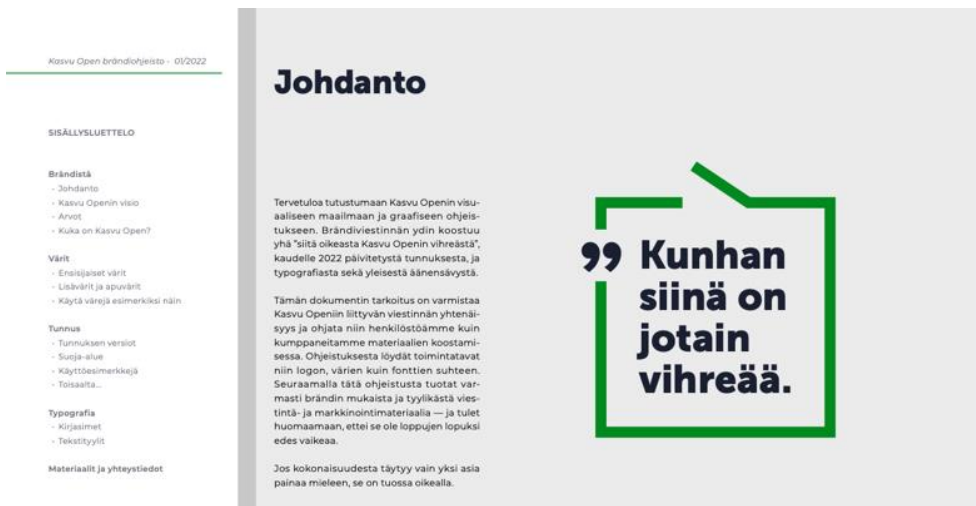 Kasvu Open brändiohjeisto - 01/2022
SISÄLLYSLUETTELO
Brändistä
- Johdanto
- Kasvu Openin visio
- Arvot
- Kuka on Kasvu Open?
Värit
- Ensisijaiset värit
- Lisävärit ja apuvärit
- Käytä värejä esimerkiksi näin
Tunnus
- Tunnuksen versiot
- Suoja-alue
- Käyttöesimerkkejä
- Toisaalta...
Typografia
- Kirjasimet
- Tekstityylit
Materiaalit ja yhteystiedot
Johdanto
Tervetuloa tutustumaan Kasvu Openin visu-
aaliseen maailmaan ja graafiseen ohjeis-
tukseen. Brändiviestinnän ydin koostuu
yhä "siitä oikeasta Kasvu Openin vihreästä",
kaudelle 2022 päivitetystä tunnuksesta, ja
typografiasta sekä yleisestä äänensävystä.
Tämän dokumentin tarkoitus on varmistaa
Kasvu Openiin liittyvän viestinnän yhtenäi-
syys ja ohjata niin henkilöstöämme kuin
kumppaneitamme materiaalien koostami-
sessa. Ohjeistuksesta löydät toimintatavat
niin logon, värien kuin fonttien suhteen.
Seuraamalla tätä ohjeistusta tuotat var-
masti brändin mukaista ja tyylikästä vies-
tintä- ja markkinointimateriaalia — ja tulet
huomaamaan, ettei se ole loppujen lopuksi
edes vaikeaa.
Jos kokonaisuudesta täytyy vain yksi asia
painaa mieleen, se on tuossa oikealla.
” Kunhan
siinä on
jotain
vihreää.